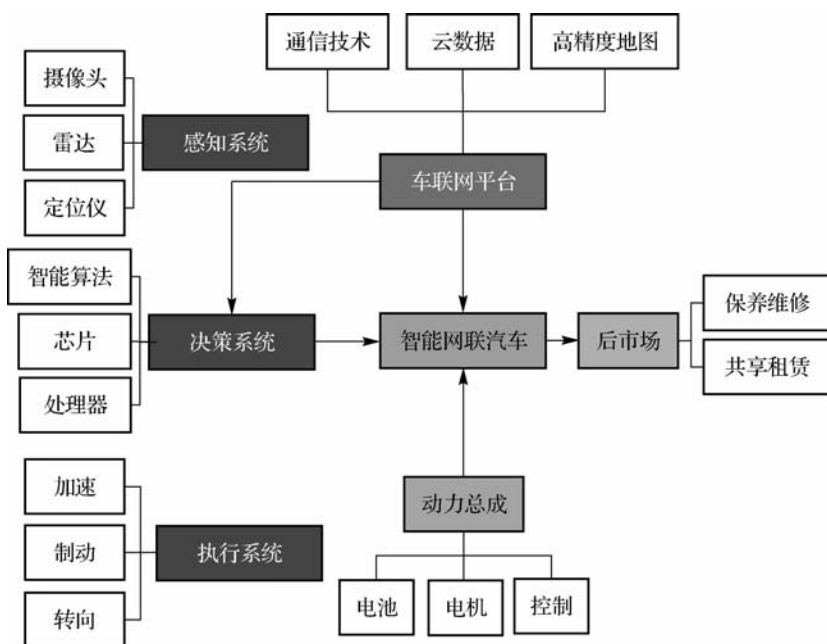 通信技术
云数据
高精度地图
摄像头
雷达
感知系统
定位仪
车联网平台
智能算法
芯片
决策系统
处理器
智能网联汽车
后市场
保养维修
共享租赁
加速
制动
执行系统
转向
动力总成
电池
电机
控制